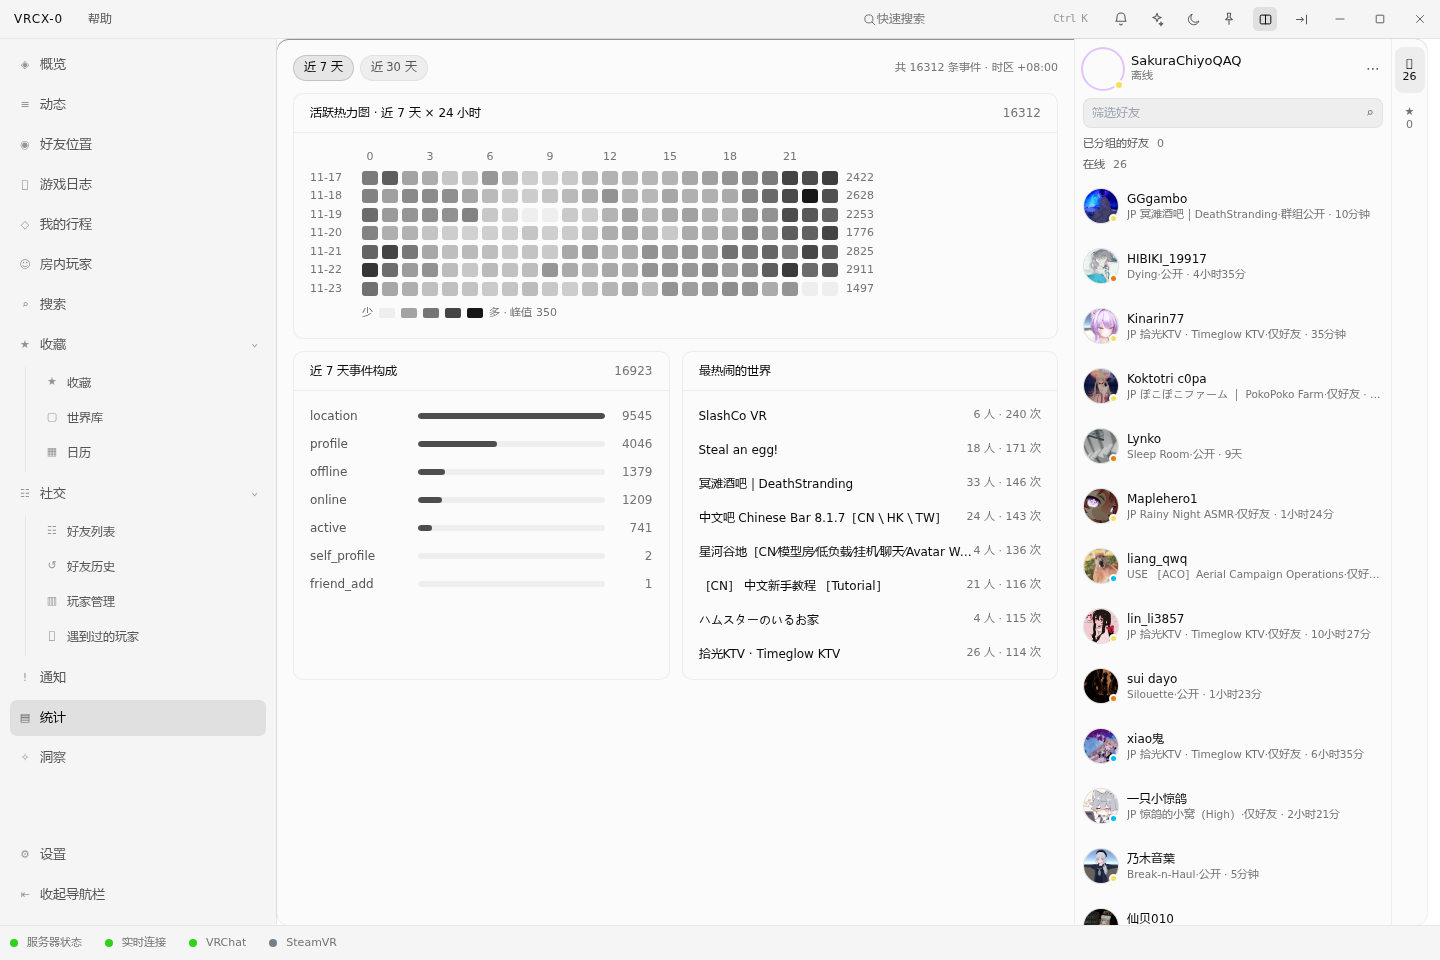 VRCX-0
帮助
快速搜索
Ctrl K
概览
动态
好友位置
游戏日志
我的行程
房内玩家
搜索
收藏
收藏
世界库
日历
社交
好友列表
好友历史
玩家管理
遇到过的玩家
通知
统计
洞察
设置
收起导航栏
近 7 天
近 30 天
共 16312 条事件 · 时区 +08:00
活跃热力图 · 近 7 天 × 24 小时
16312
0 3 6 9 12 15 18 21
11-17 2422
11-18 2628
11-19 2253
11-20 1776
11-21 2825
11-22 2911
11-23 1497
少 多 · 峰值 350
近 7 天事件构成 16923
location 9545
profile 4046
offline 1379
online 1209
active 741
self_profile 2
friend_add 1
最热闹的世界
SlashCo VR 6 人 · 240 次
Steal an egg! 18 人 · 171 次
冥滩酒吧 | DeathStranding 33 人 · 146 次
中文吧 Chinese Bar 8.1.7［CN \ HK \ TW］ 24 人 · 143 次
星河谷地［CN⁄模型房⁄低负载⁄挂机⁄聊天⁄Avatar W… 4 人 · 136 次
［CN］ 中文新手教程 ［Tutorial］ 21 人 · 116 次
ハムスターのいるお家 4 人 · 115 次
拾光KTV · Timeglow KTV 26 人 · 114 次
SakuraChiyoQAQ
离线
…
筛选好友
已分组的好友 0
在线 26
GGgambo
JP 冥滩酒吧 | DeathStranding·群组公开 · 10分钟
HIBIKI_19917
Dying·公开 · 4小时35分
Kinarin77
JP 拾光KTV · Timeglow KTV·仅好友 · 35分钟
Koktotri c0pa
JP ぽこぽこファーム ｜ PokoPoko Farm·仅好友 · …
Lynko
Sleep Room·公开 · 9天
Maplehero1
JP Rainy Night ASMR·仅好友 · 1小时24分
liang_qwq
USE ［ACO］Aerial Campaign Operations·仅好…
lin_li3857
JP 拾光KTV · Timeglow KTV·仅好友 · 10小时27分
sui dayo
Silouette·公开 · 1小时23分
xiao鬼
JP 拾光KTV · Timeglow KTV·仅好友 · 6小时35分
一只小惊鸽
JP 惊鸽的小窝（High）·仅好友 · 2小时21分
乃木音葉
Break-n-Haul·公开 · 5分钟
仙贝010
26
0
服务器状态
实时连接
VRChat
SteamVR